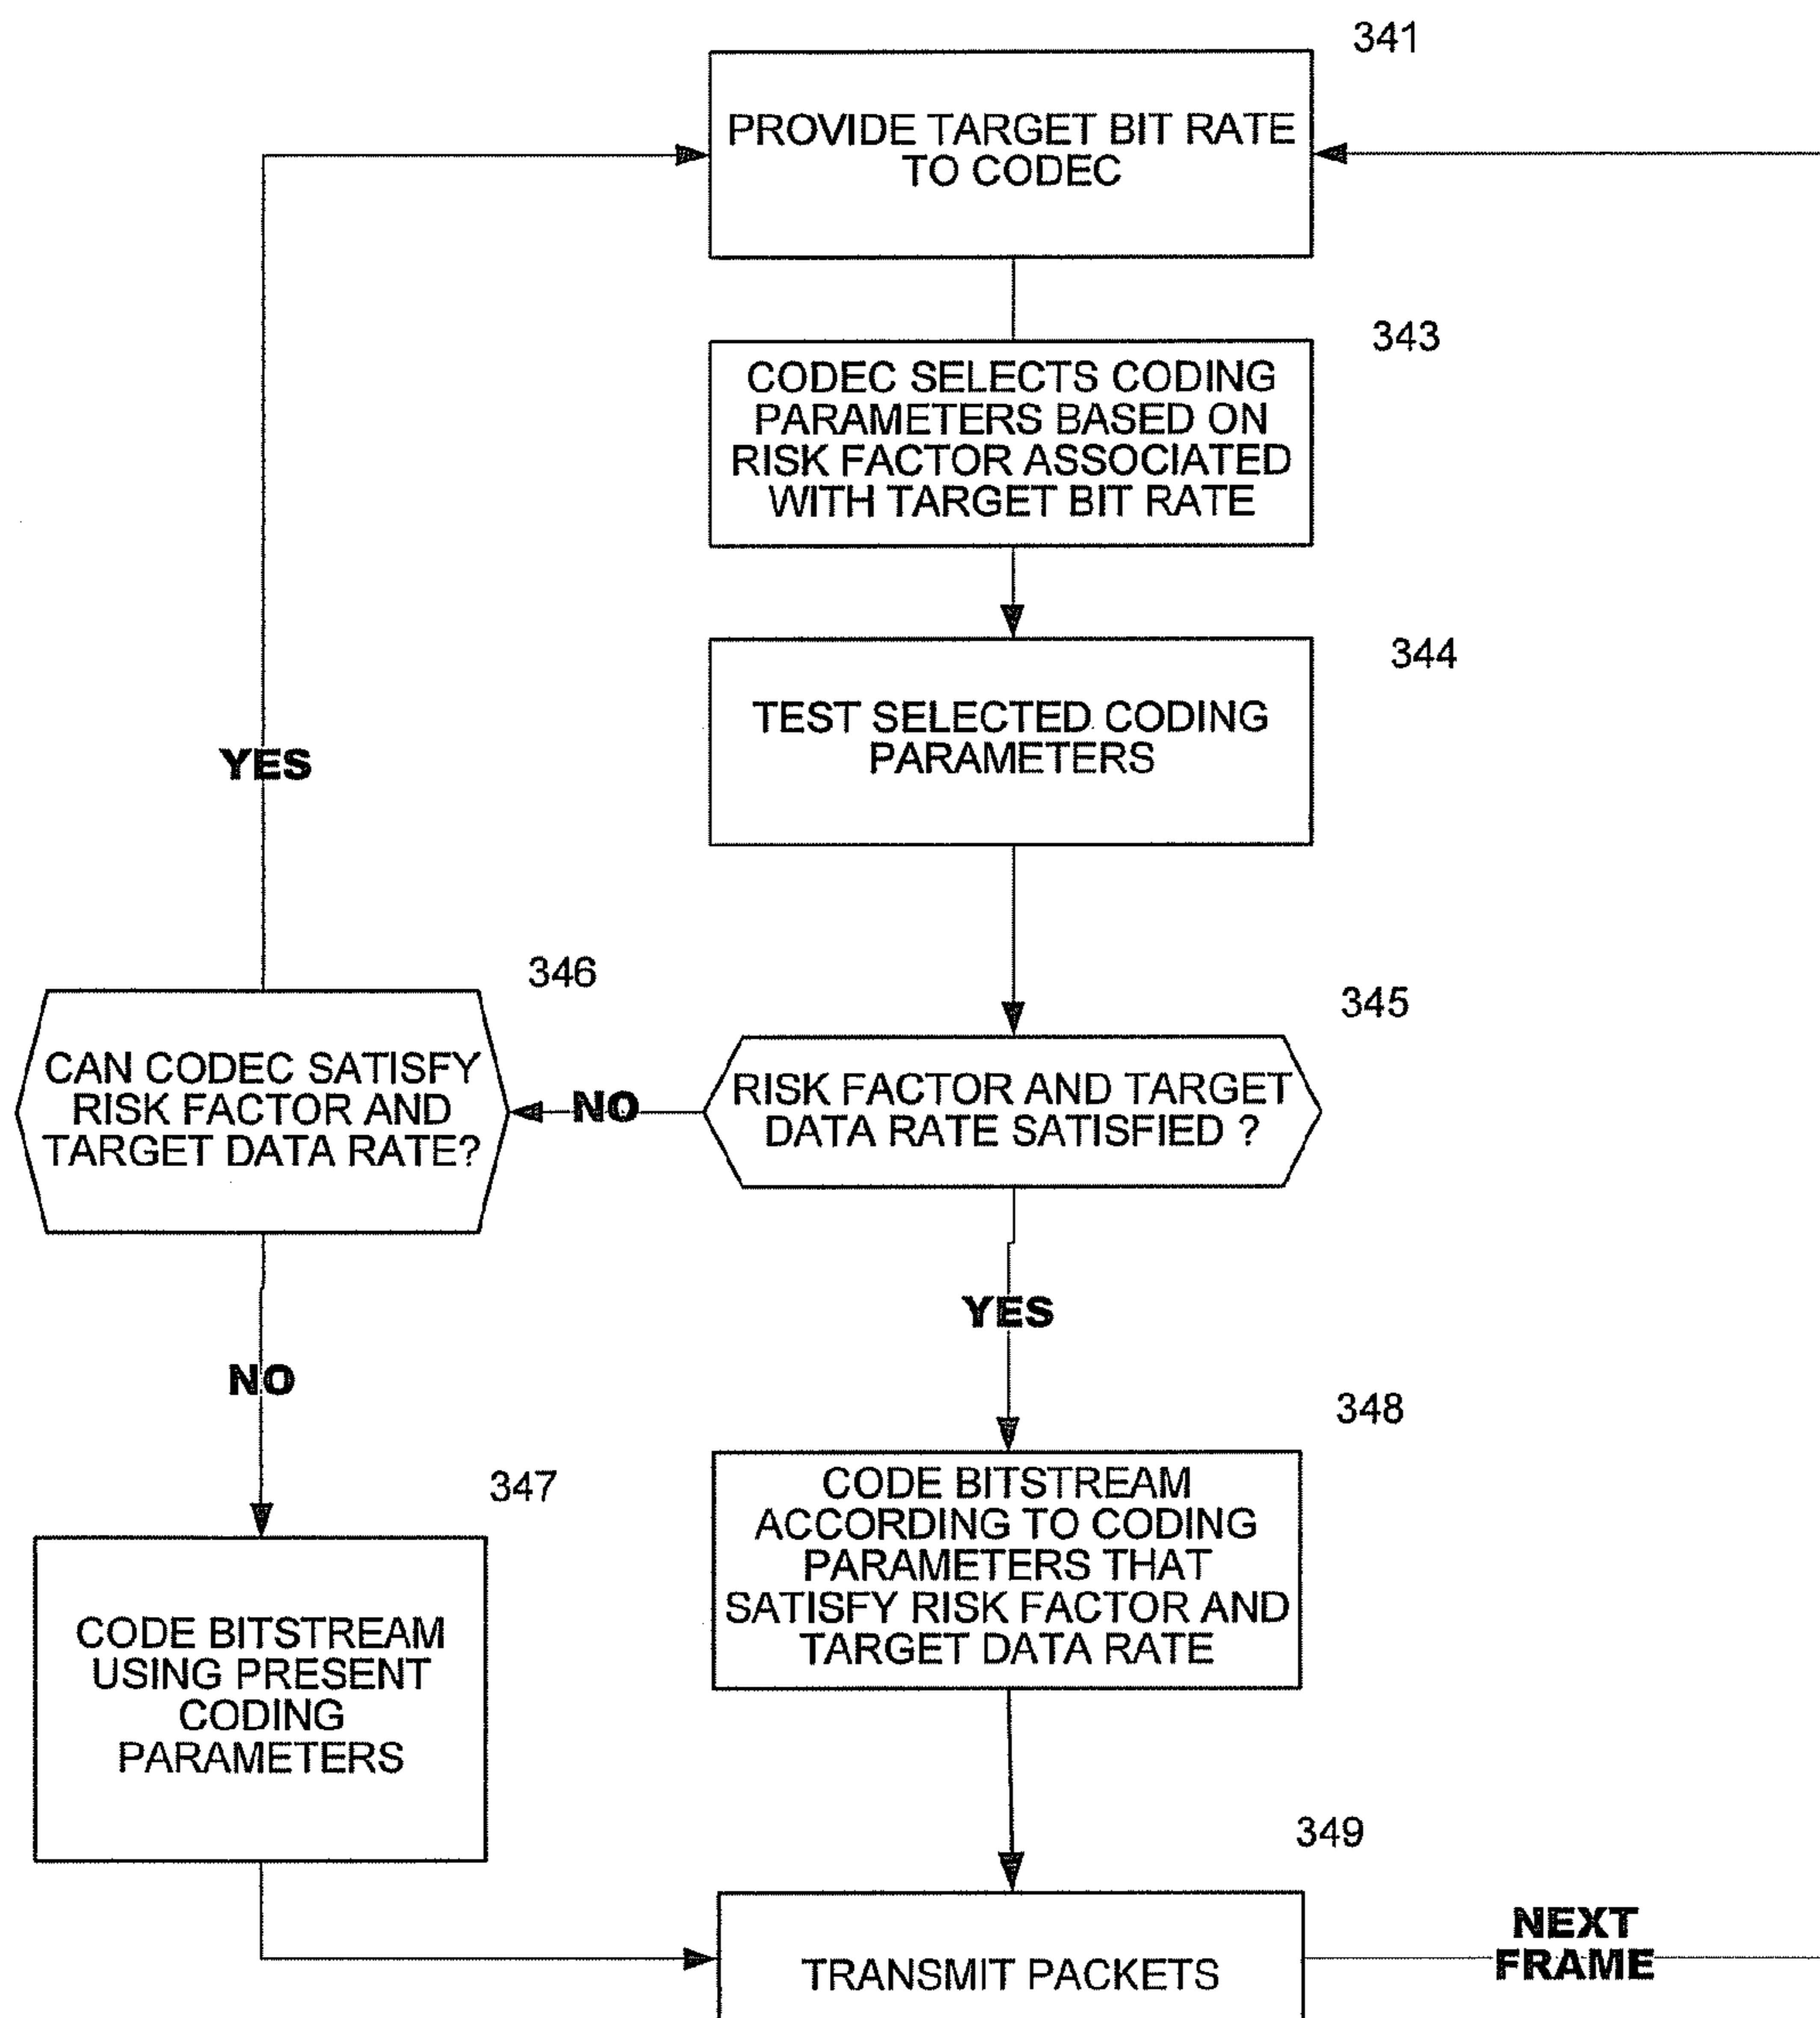 341
PROVIDE TARGET BIT RATE
TO CODEC
343
CODEC SELECTS CODING
PARAMETERS BASED ON
RISK FACTOR ASSOCIATED
WITH TARGET BIT RATE
344
TEST SELECTED CODING
PARAMETERS
YES
346
CAN CODEC SATISFY
RISK FACTOR AND
TARGET DATA RATE?
NO
345
RISK FACTOR AND TARGET
DATA RATE SATISFIED ?
YES
NO
348
CODE BITSTREAM
ACCORDING TO CODING
PARAMETERS THAT
SATISFY RISK FACTOR AND
TARGET DATA RATE
347
CODE BITSTREAM
USING PRESENT
CODING
PARAMETERS
349
TRANSMIT PACKETS
NEXT
FRAME